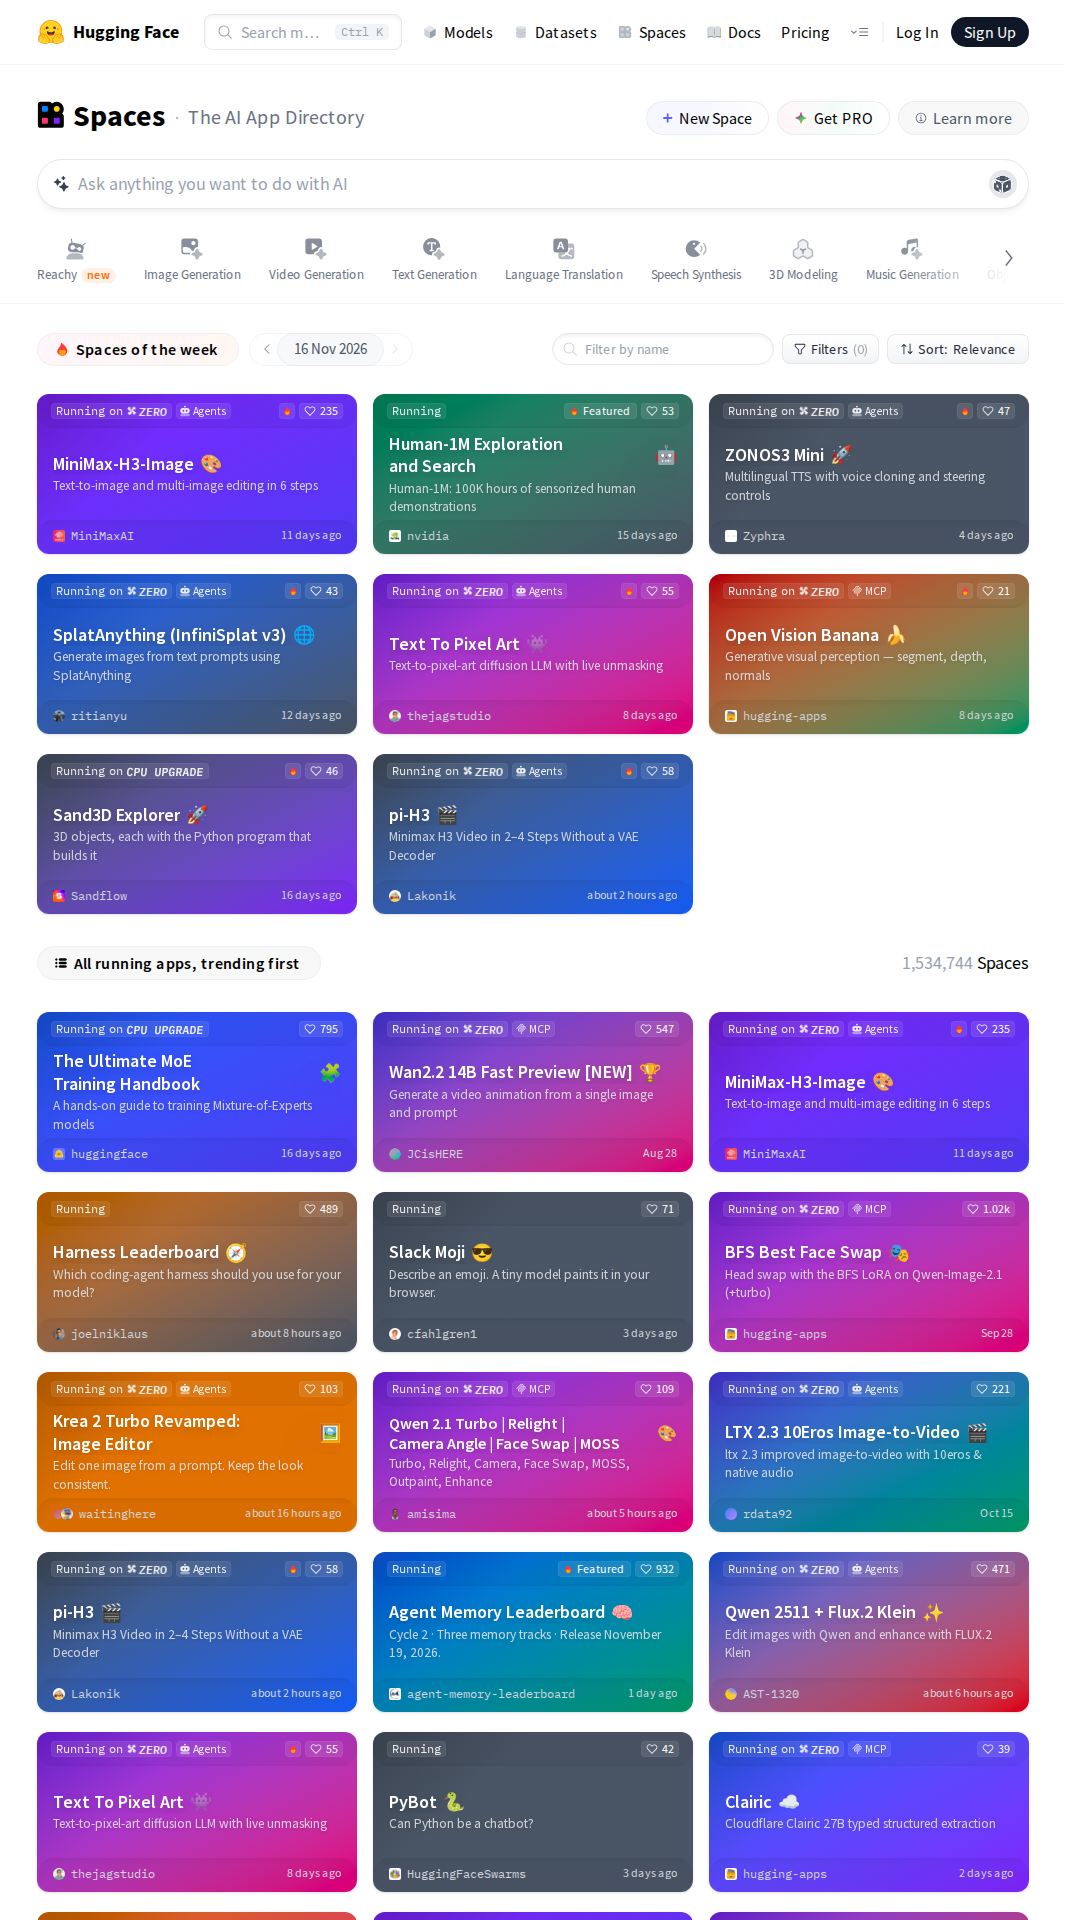 Hugging Face
Search m...
Ctrl K
Models
Datasets
Spaces
Docs
Pricing
Log In
Sign Up
Spaces · The AI App Directory
New Space
Get PRO
Learn more
Ask anything you want to do with AI
Reachy new
Image Generation
Video Generation
Text Generation
Language Translation
Speech Synthesis
3D Modeling
Music Generation
Spaces of the week
16 Nov 2026
Filter by name
Filters (0)
Sort: Relevance
Running on ZERO Agents 235
MiniMax-H3-Image 🎨
Text-to-image and multi-image editing in 6 steps
MiniMaxAI 11 days ago
Running Featured 53
Human-1M Exploration
and Search 🤖
Human-1M: 100K hours of sensorized human
demonstrations
nvidia 15 days ago
Running on ZERO Agents 47
ZONOS3 Mini 🚀
Multilingual TTS with voice cloning and steering
controls
Zyphra 4 days ago
Running on ZERO Agents 43
SplatAnything (InfiniSplat v3) 🌐
Generate images from text prompts using
SplatAnything
ritianyu 12 days ago
Running on ZERO Agents 55
Text To Pixel Art 👾
Text-to-pixel-art diffusion LLM with live unmasking
thejagstudio 8 days ago
Running on ZERO MCP 21
Open Vision Banana 🍌
Generative visual perception — segment, depth,
normals
hugging-apps 8 days ago
Running on CPU UPGRADE 46
Sand3D Explorer 🚀
3D objects, each with the Python program that
builds it
Sandflow 16 days ago
Running on ZERO Agents 58
pi-H3 🎬
Minimax H3 Video in 2–4 Steps Without a VAE
Decoder
Lakonik about 2 hours ago
All running apps, trending first
1,534,744 Spaces
Running on CPU UPGRADE 795
The Ultimate MoE
Training Handbook 🧩
A hands-on guide to training Mixture-of-Experts
models
huggingface 16 days ago
Running on ZERO MCP 547
Wan2.2 14B Fast Preview [NEW] 🏆
Generate a video animation from a single image
and prompt
JCisHERE Aug 28
Running on ZERO Agents 235
MiniMax-H3-Image 🎨
Text-to-image and multi-image editing in 6 steps
MiniMaxAI 11 days ago
Running 489
Harness Leaderboard 🧭
Which coding-agent harness should you use for your
model?
joelniklaus about 8 hours ago
Running 71
Slack Moji 😎
Describe an emoji. A tiny model paints it in your
browser.
cfahlgren1 3 days ago
Running on ZERO MCP 1.02k
BFS Best Face Swap 🎭
Head swap with the BFS LoRA on Qwen-Image-2.1
(+turbo)
hugging-apps Sep 28
Running on ZERO Agents 103
Krea 2 Turbo Revamped:
Image Editor 🖼️
Edit one image from a prompt. Keep the look
consistent.
waitinghere about 16 hours ago
Running on ZERO MCP 109
Qwen 2.1 Turbo | Relight |
Camera Angle | Face Swap | MOSS 🎨
Turbo, Relight, Camera, Face Swap, MOSS,
Outpaint, Enhance
amisima about 5 hours ago
Running on ZERO Agents 221
LTX 2.3 10Eros Image-to-Video 🎬
ltx 2.3 improved image-to-video with 10eros &
native audio
rdata92 Oct 15
Running on ZERO Agents 58
pi-H3 🎬
Minimax H3 Video in 2–4 Steps Without a VAE
Decoder
Lakonik about 2 hours ago
Running Featured 932
Agent Memory Leaderboard 🧠
Cycle 2 · Three memory tracks · Release November
19, 2026.
agent-memory-leaderboard 1 day ago
Running on ZERO Agents 471
Qwen 2511 + Flux.2 Klein ✨
Edit images with Qwen and enhance with FLUX.2
Klein
AST-1320 about 6 hours ago
Running on ZERO Agents 55
Text To Pixel Art 👾
Text-to-pixel-art diffusion LLM with live unmasking
thejagstudio 8 days ago
Running 42
PyBot 🐍
Can Python be a chatbot?
HuggingFaceSwarms 3 days ago
Running on ZERO MCP 39
Clairic ☁️
Cloudflare Clairic 27B typed structured extraction
hugging-apps 2 days ago